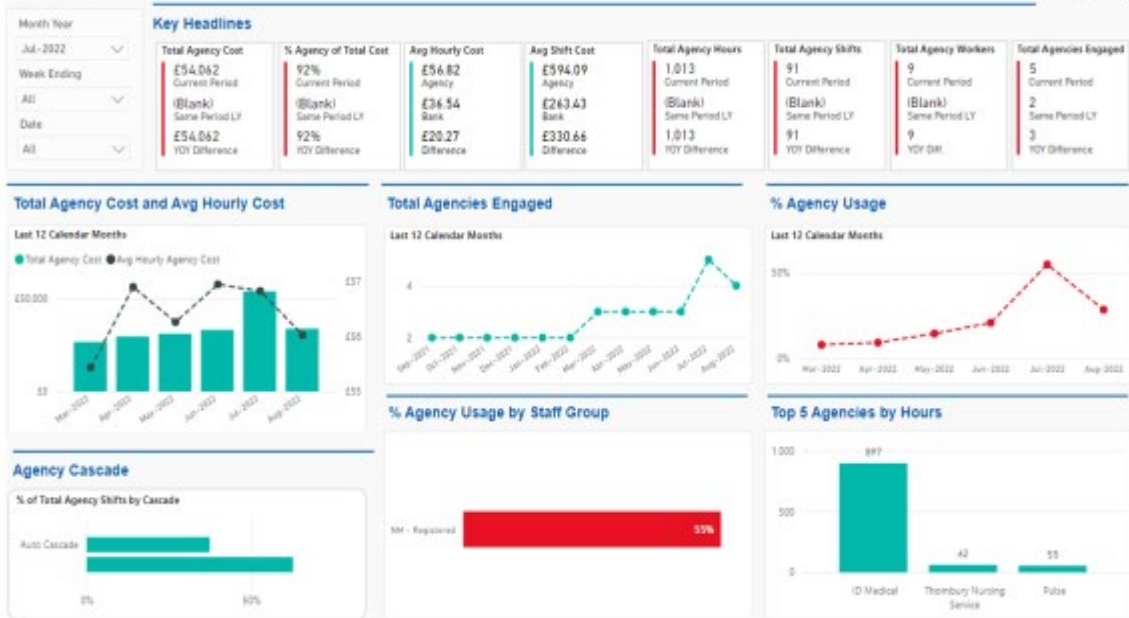 Month Year
Jul-2022
Week Ending
All
Date
All
Key Headlines
Total Agency Cost
£54,062
Current Period
(Blank)
Same Period LY
£54,062
YOY Difference
% Agency of Total Cost
92%
Current Period
(Blank)
Same Period LY
92%
YOY Difference
Avg Hourly Cost
£56.82
Agency
£36.54
Bank
£20.27
Difference
Avg Shift Cost
£594.09
Agency
£263.43
Bank
£330.66
Difference
Total Agency Hours
1,013
Current Period
(Blank)
Same Period LY
1,013
YOY Difference
Total Agency Shifts
91
Current Period
(Blank)
Same Period LY
91
YOY Difference
Total Agency Workers
9
Current Period
(Blank)
Same Period LY
9
YOY Diff.
Total Agencies Engaged
5
Current Period
2
Same Period LY
3
YOY Difference
Total Agency Cost and Avg Hourly Cost
Last 12 Calendar Months
Total Agency Cost Avg Hourly Agency Cost
£50,000
£0
£57
£56
£55
Mar-2022 Apr-2022 May-2022 Jun-2022 Jul-2022 Aug-2022
Total Agencies Engaged
Last 12 Calendar Months
4
2
Sep-2021 Oct-2021 Nov-2021 Dec-2021 Jan-2022 Feb-2022 Mar-2022 Apr-2022 May-2022 Jun-2022 Jul-2022 Aug-2022
% Agency Usage
Last 12 Calendar Months
50%
0%
Mar-2022 Apr-2022 May-2022 Jun-2022 Jul-2022 Aug-2022
Agency Cascade
% of Total Agency Shifts by Cascade
Auto Cascade
0% 50%
% Agency Usage by Staff Group
NM - Registered
55%
Top 5 Agencies by Hours
1,000
500
0
897
62
55
ID Medical
Thornbury Nursing
Service
Pulse